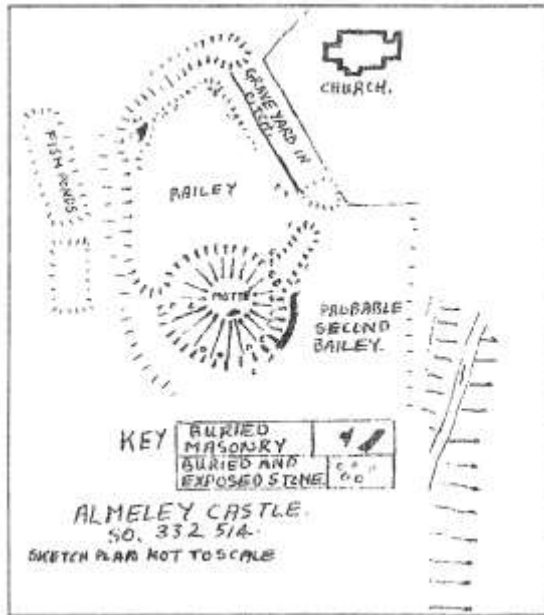 CHURCH.
GRAVEYARD IN
DITCH.
FISH PONDS
BAILEY
MOTTE
PROBABLE
SECOND
BAILEY.
KEY
BURIED
MASONRY
BURIED AND
EXPOSED STONE
ALMELEY CASTLE.
SO. 332 514.
SKETCH PLAN NOT TO SCALE